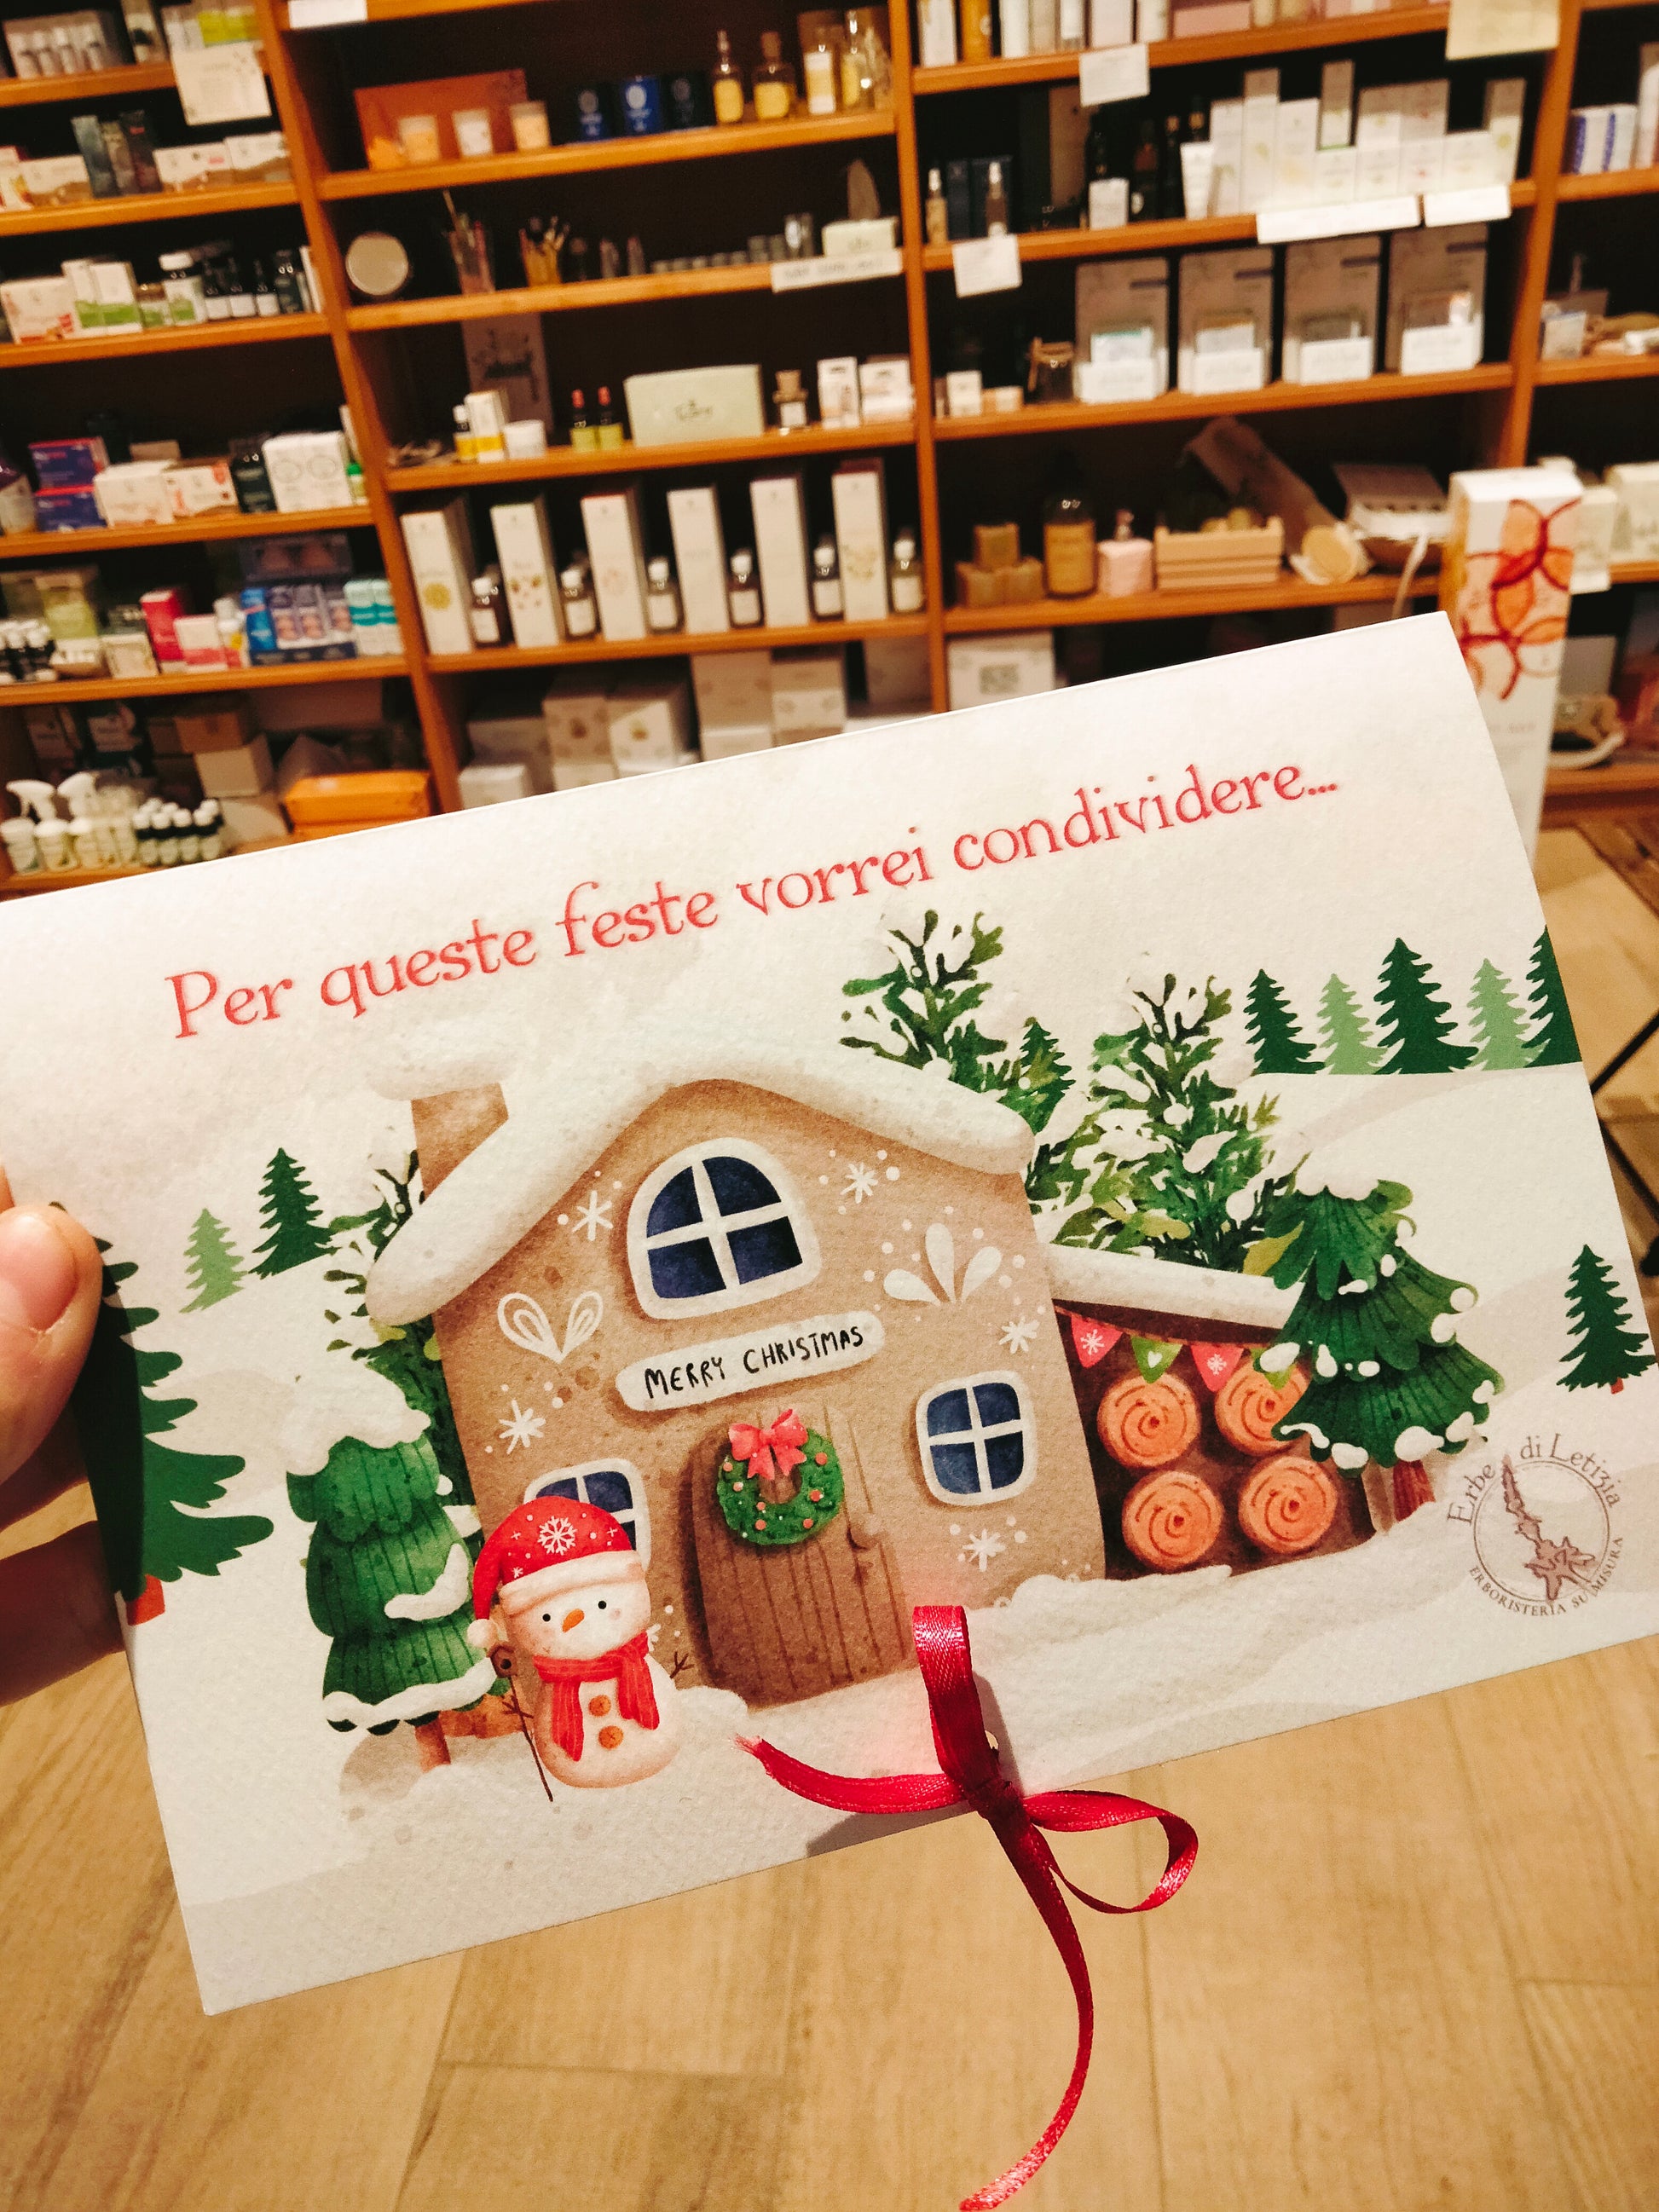 Per queste feste vorrei condividere...
MERRY CHRISTMAS
Erbe di Letizia
ERBORISTERIA SU MISURA